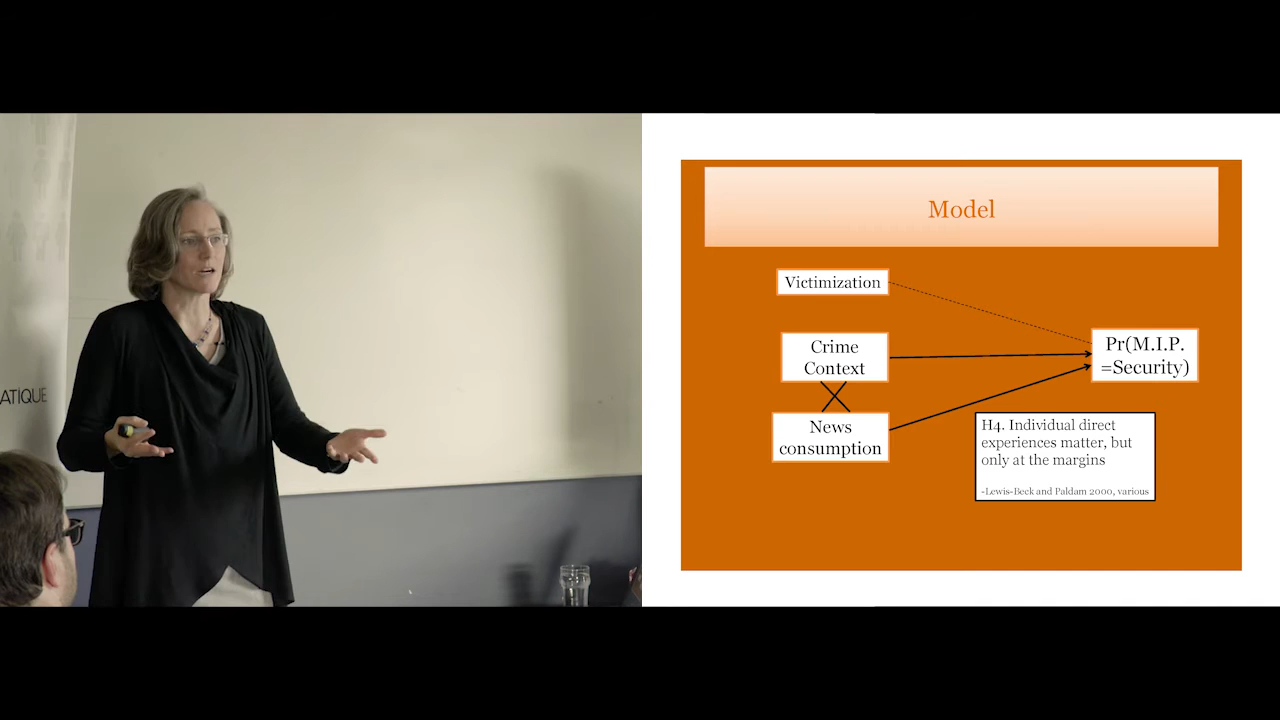 ATIQUE
Model
Victimization
Crime
Context
News
consumption
Pr(M.I.P.
=Security)
H4. Individual direct
experiences matter, but
only at the margins
-Lewis-Beck and Paldam 2000, various